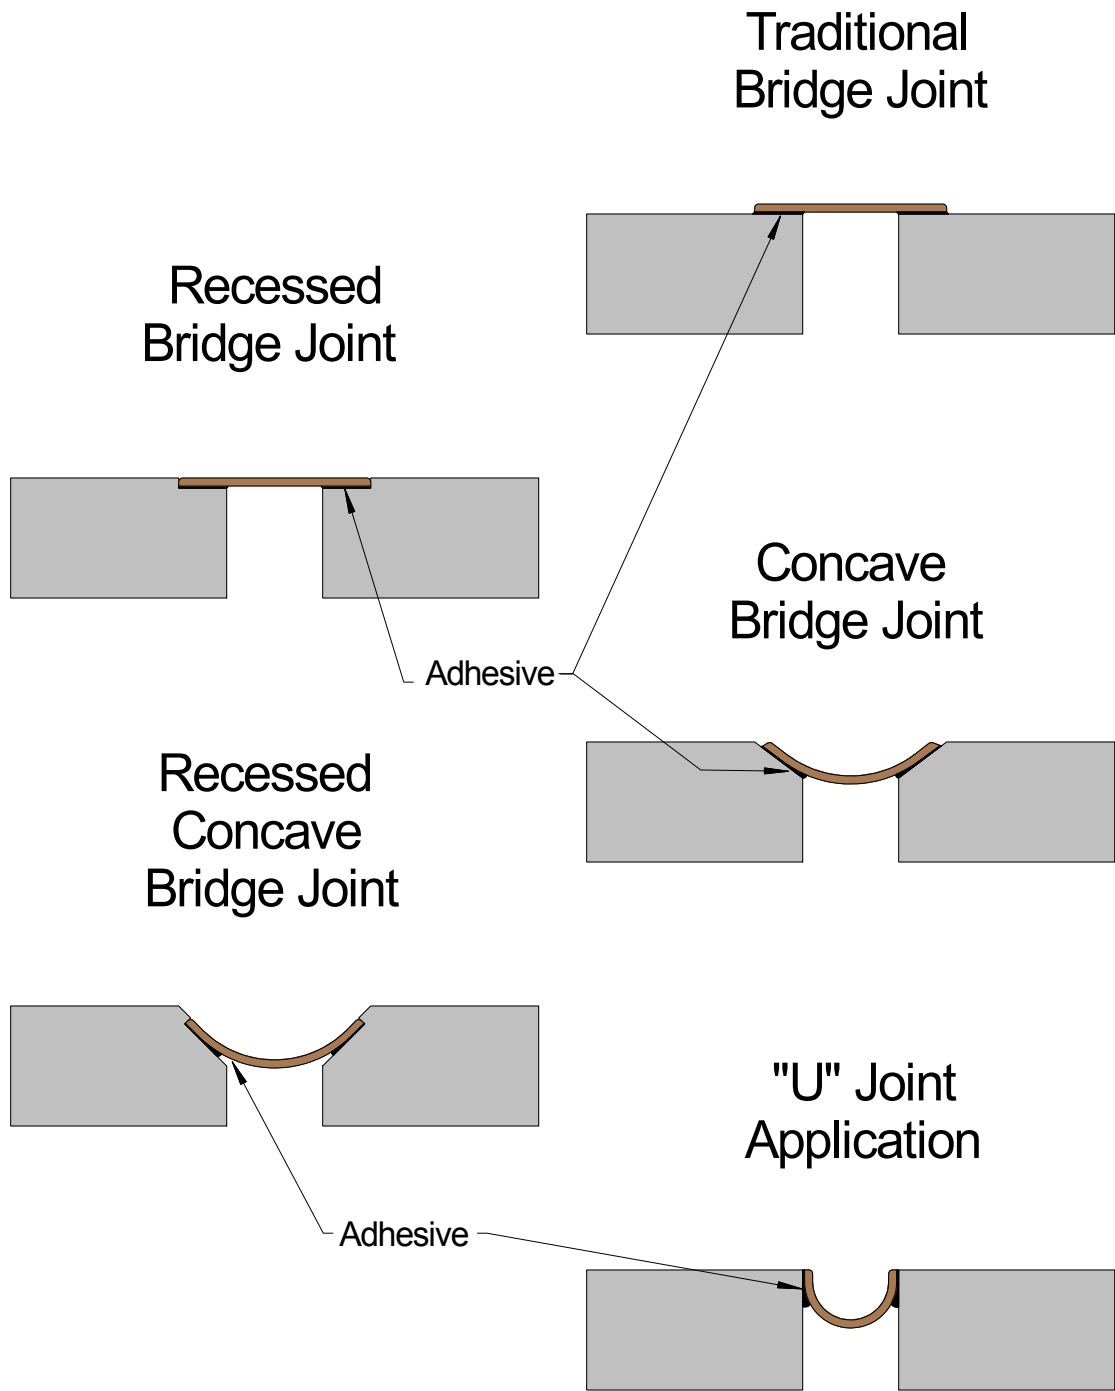 Traditional
Bridge Joint
Recessed
Bridge Joint
Concave
Bridge Joint
Adhesive
Recessed
Concave
Bridge Joint
"U" Joint
Application
Adhesive